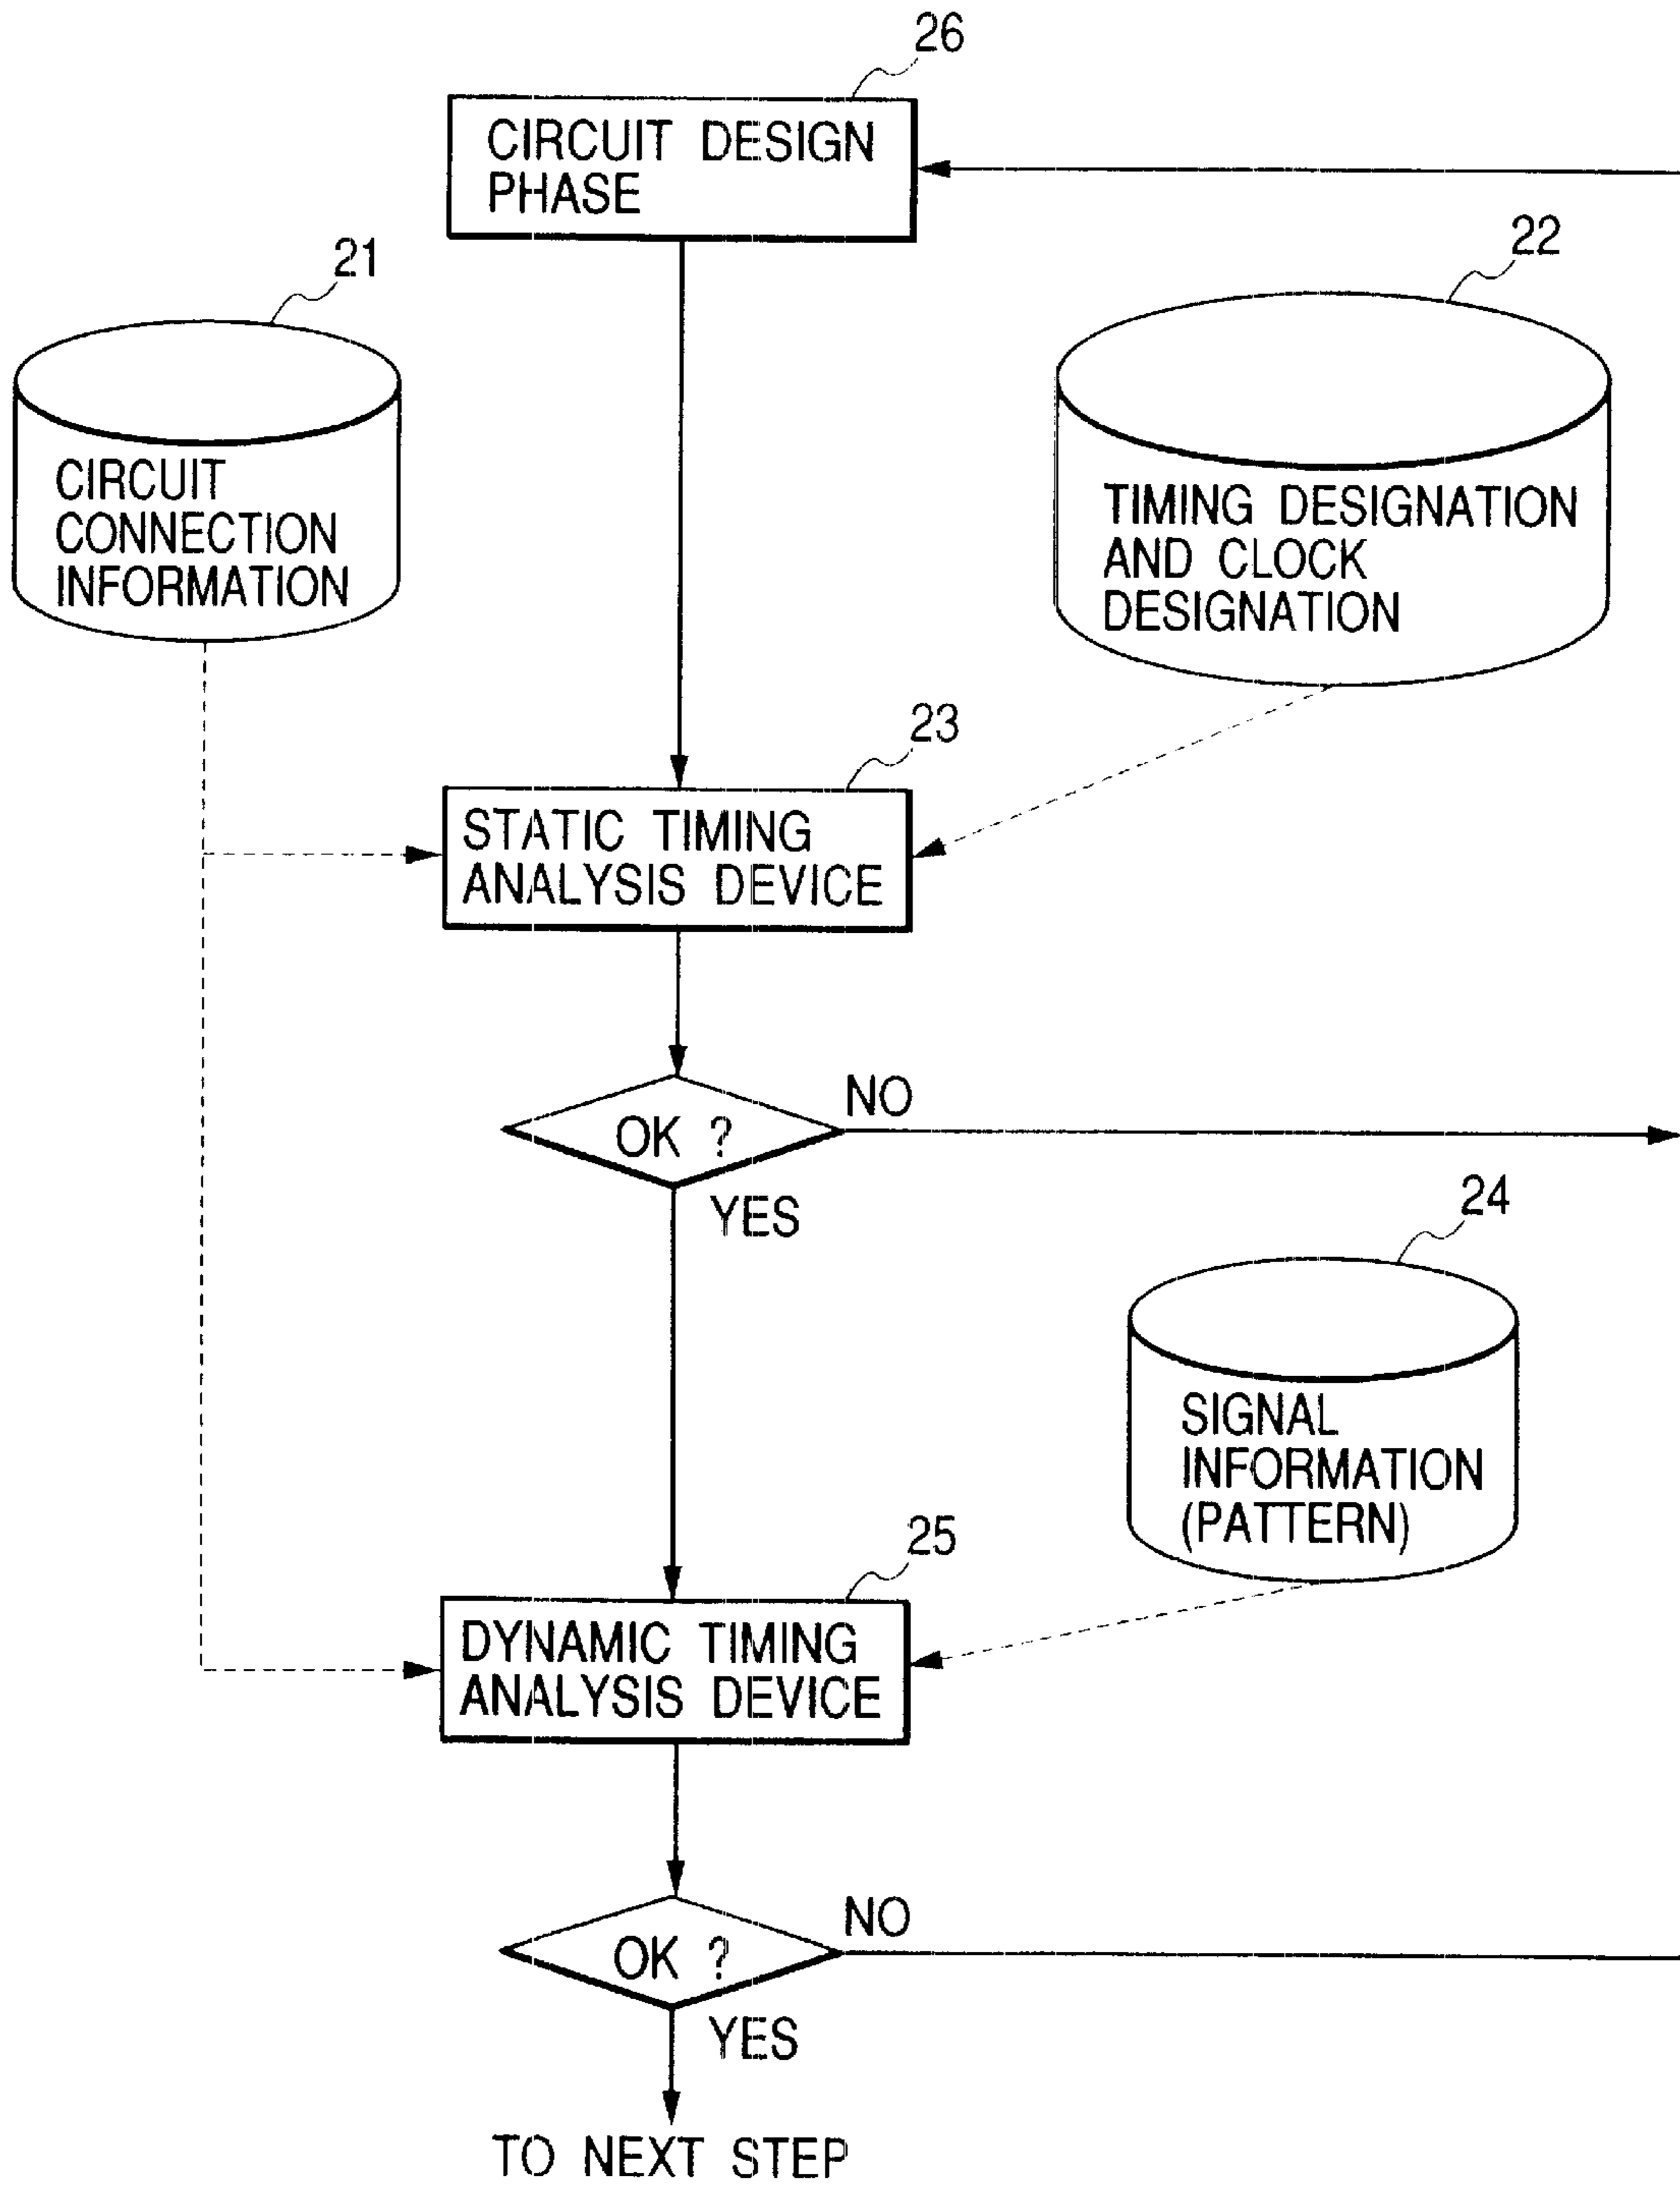 26
CIRCUIT DESIGN
PHASE
21
22
CIRCUIT
CONNECTION
INFORMATION
TIMING DESIGNATION
AND CLOCK
DESIGNATION
23
STATIC TIMING
ANALYSIS DEVICE
NO
OK ?
YES
24
SIGNAL
INFORMATION
(PATTERN)
25
DYNAMIC TIMING
ANALYSIS DEVICE
NO
OK ?
YES
TO NEXT STEP